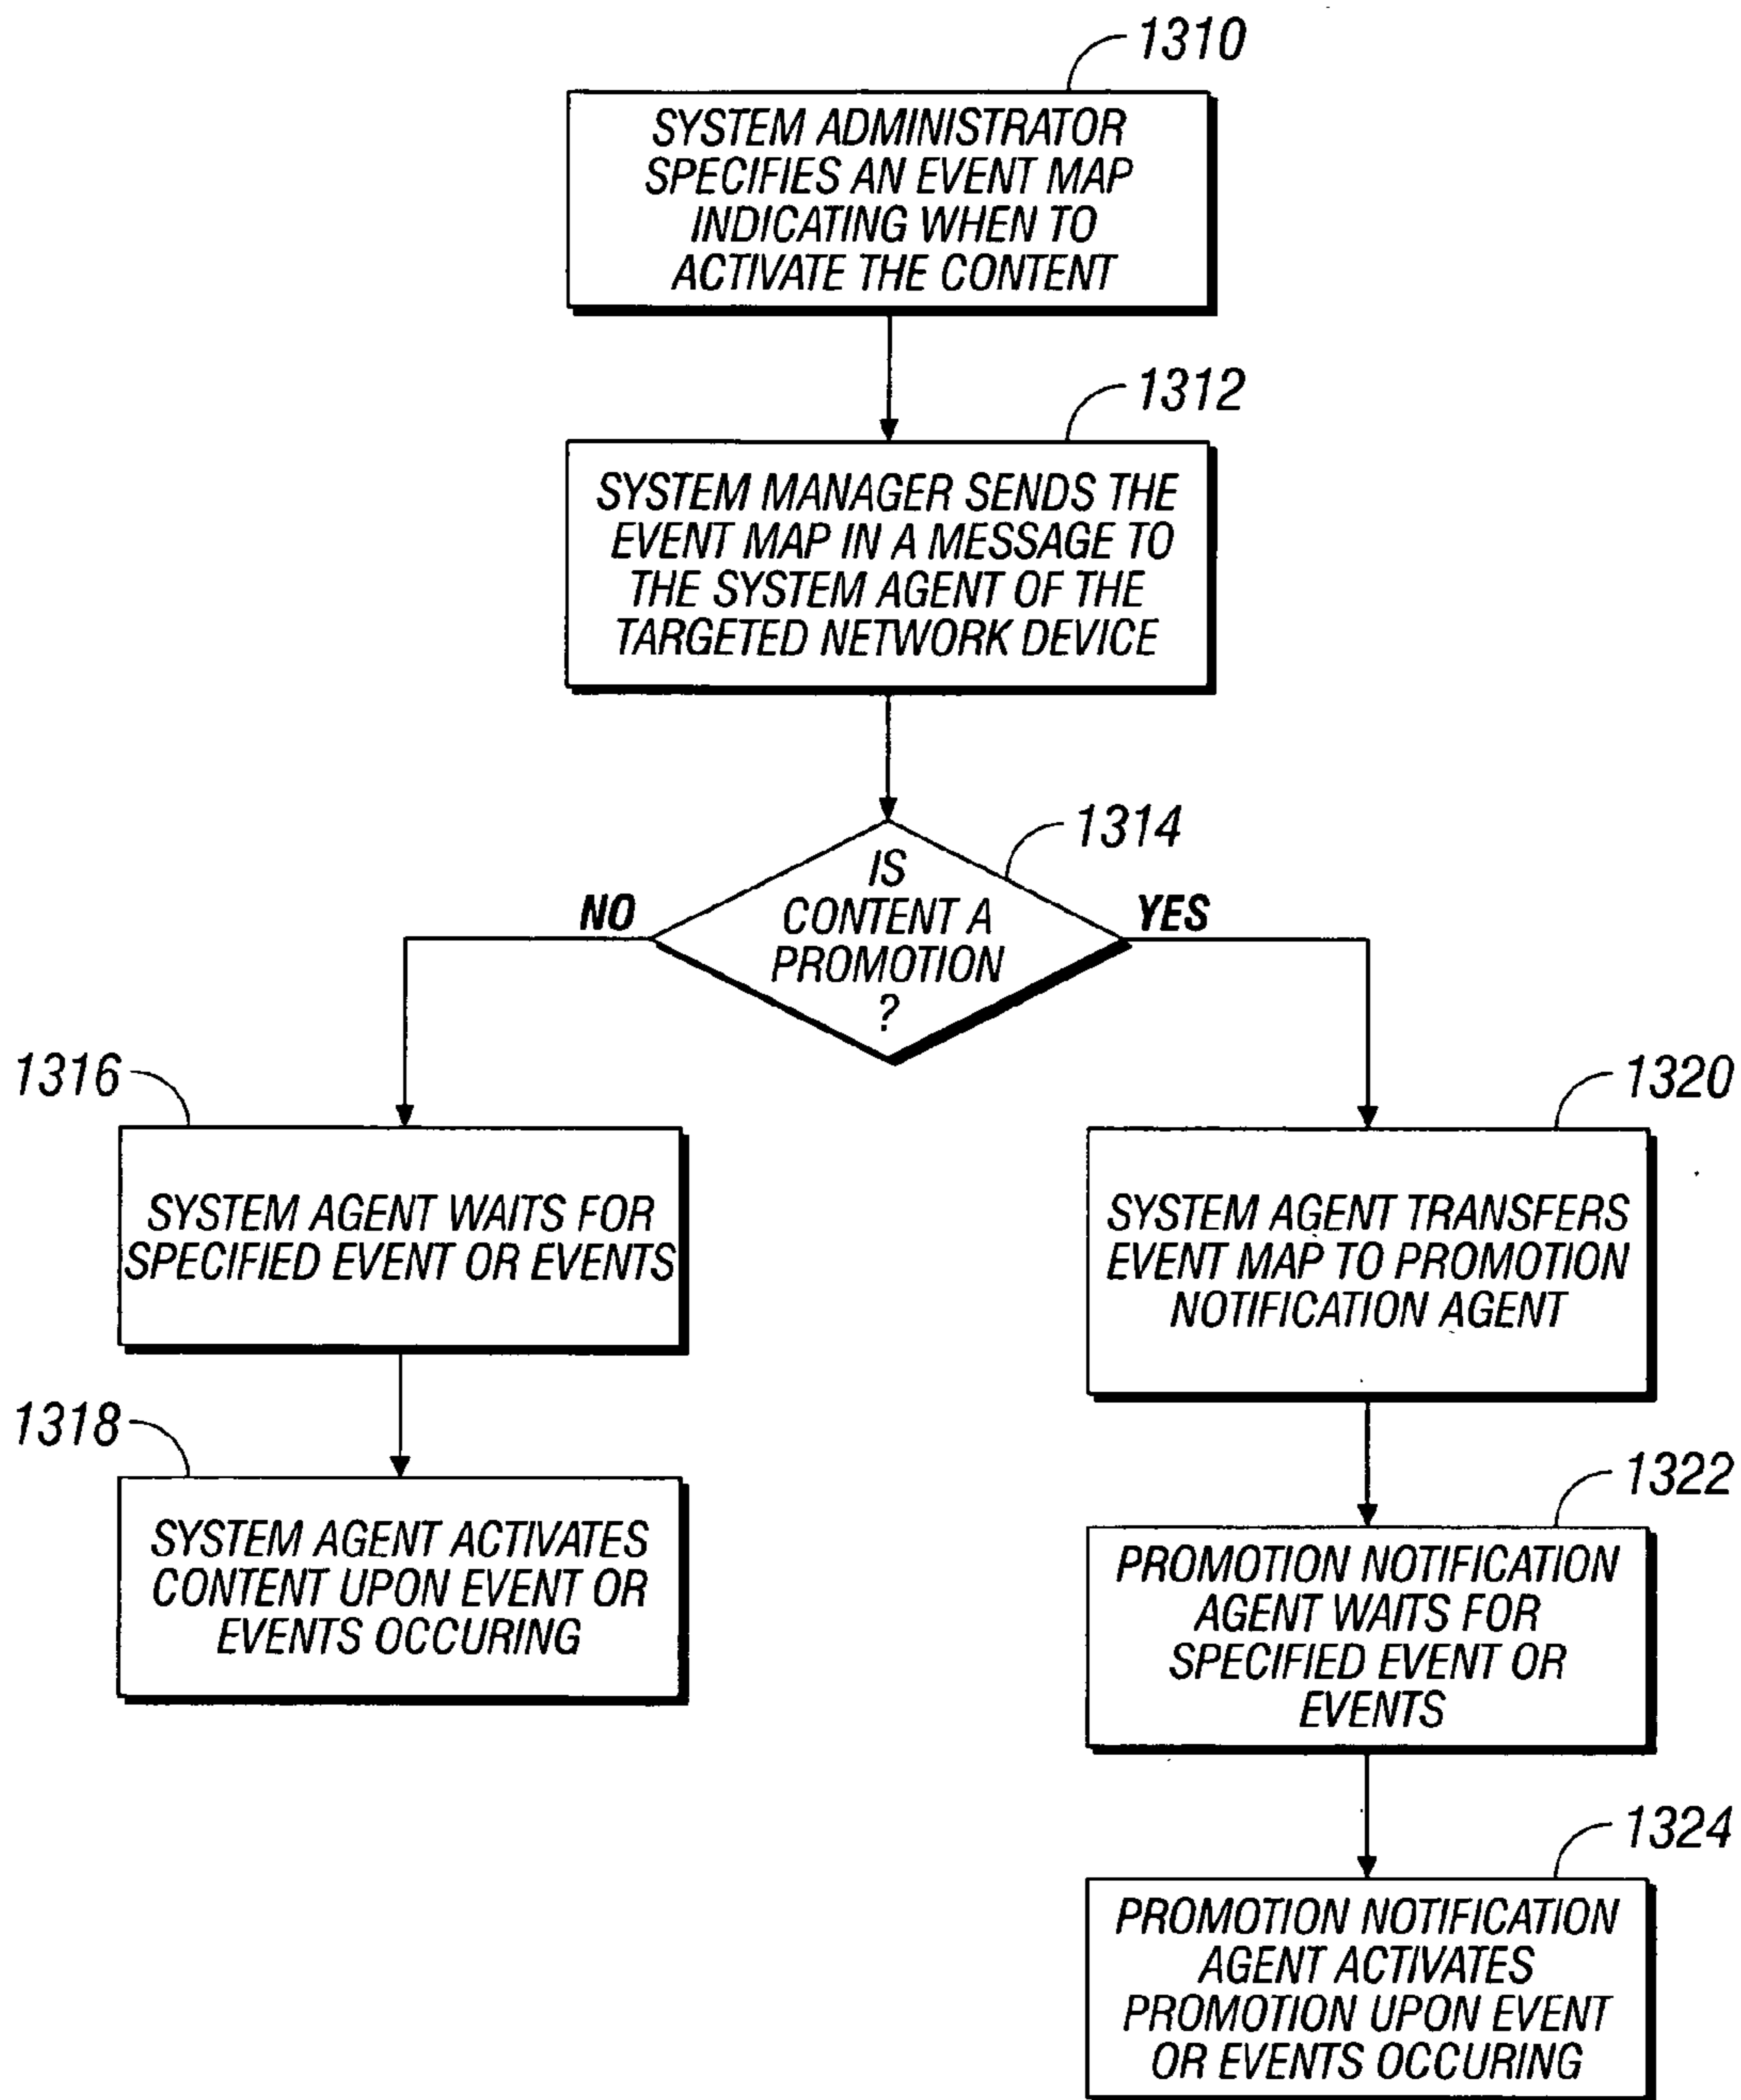 1310
SYSTEM ADMINISTRATOR
SPECIFIES AN EVENT MAP
INDICATING WHEN TO
ACTIVATE THE CONTENT
1312
SYSTEM MANAGER SENDS THE
EVENT MAP IN A MESSAGE TO
THE SYSTEM AGENT OF THE
TARGETED NETWORK DEVICE
1314
IS
CONTENT A
PROMOTION
?
NO
YES
1316
SYSTEM AGENT WAITS FOR
SPECIFIED EVENT OR EVENTS
1318
SYSTEM AGENT ACTIVATES
CONTENT UPON EVENT OR
EVENTS OCCURING
1320
SYSTEM AGENT TRANSFERS
EVENT MAP TO PROMOTION
NOTIFICATION AGENT
1322
PROMOTION NOTIFICATION
AGENT WAITS FOR
SPECIFIED EVENT OR
EVENTS
1324
PROMOTION NOTIFICATION
AGENT ACTIVATES
PROMOTION UPON EVENT
OR EVENTS OCCURING